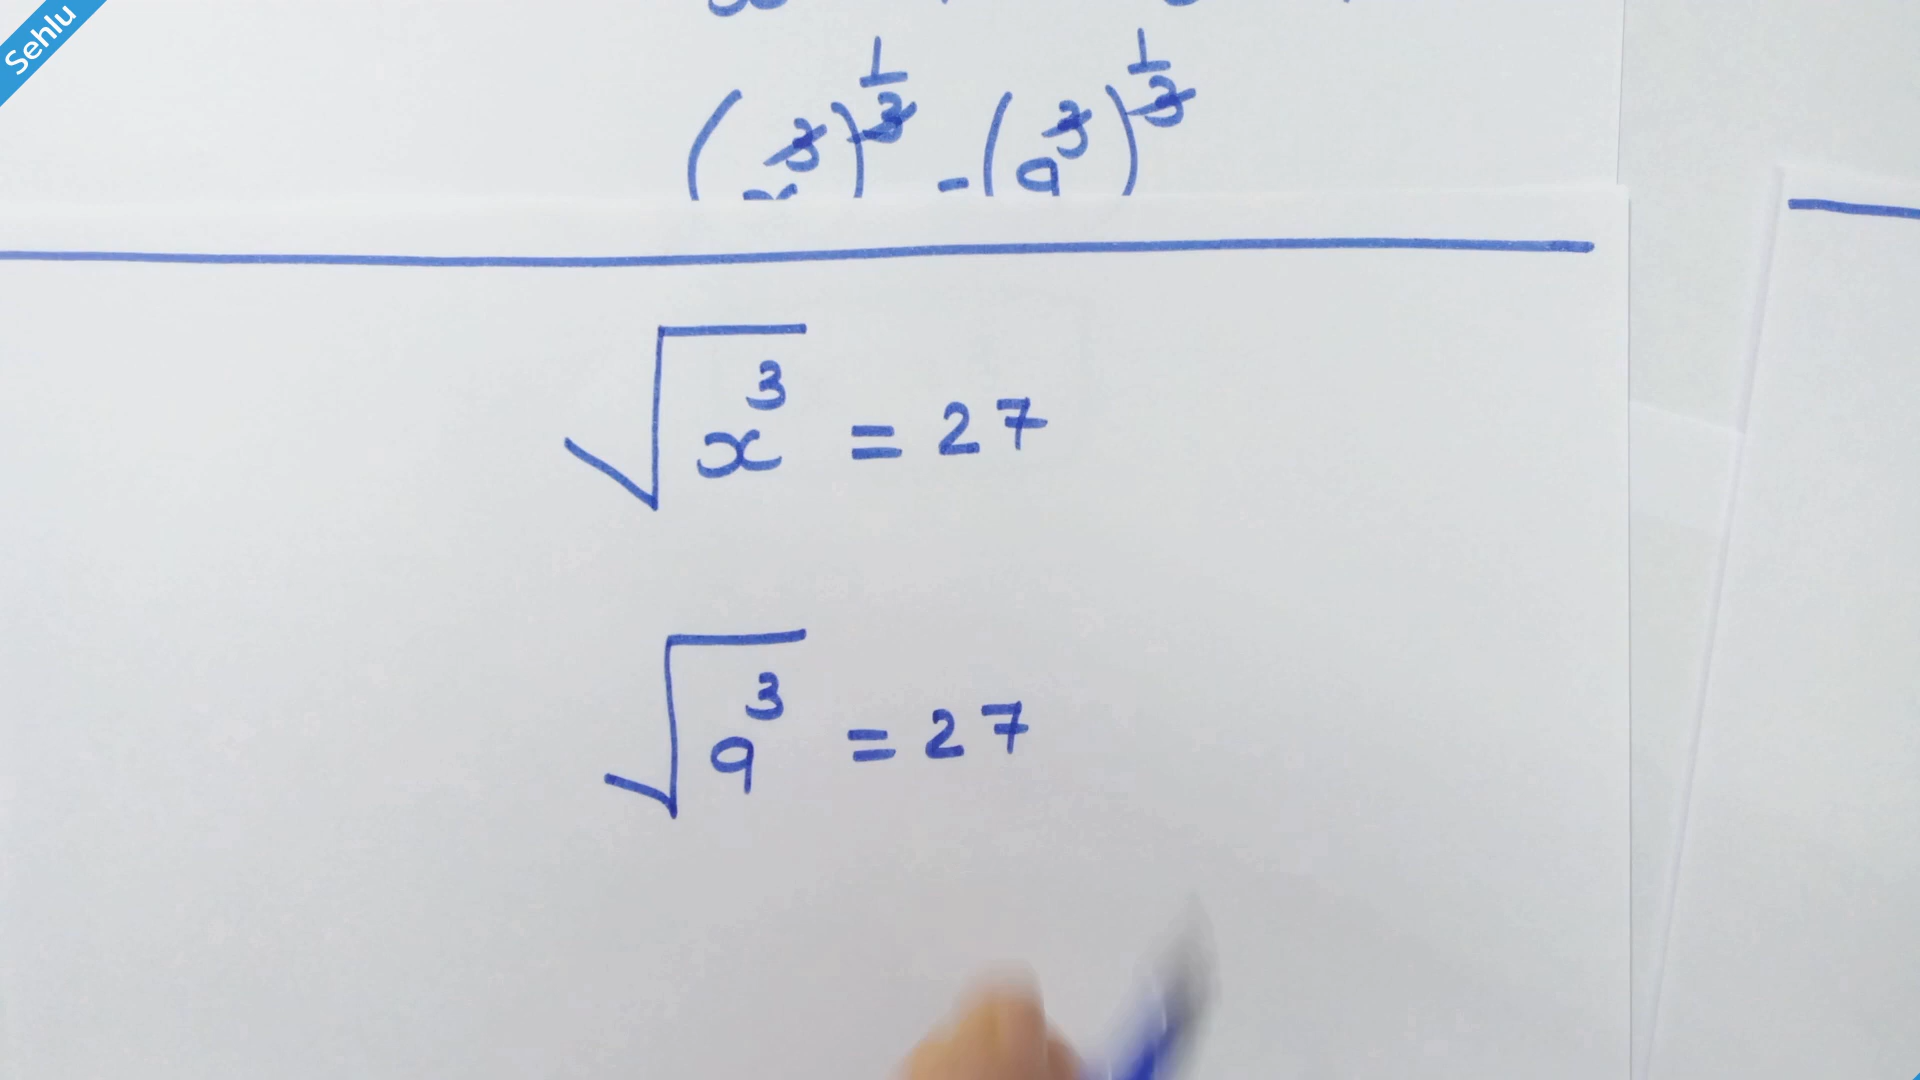 Sehlu
(x³)^(1/3) = (9³)^(1/3)
√x³ = 27
√9³ = 27